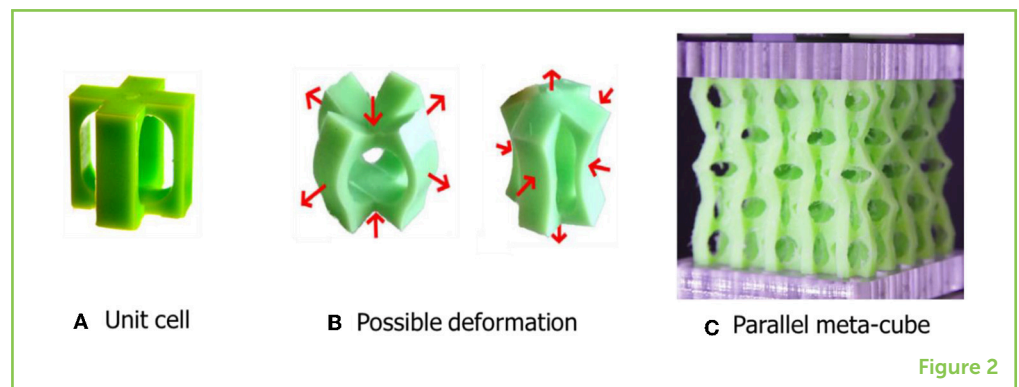 A Unit cell
B Possible deformation
C Parallel meta-cube
Figure 2